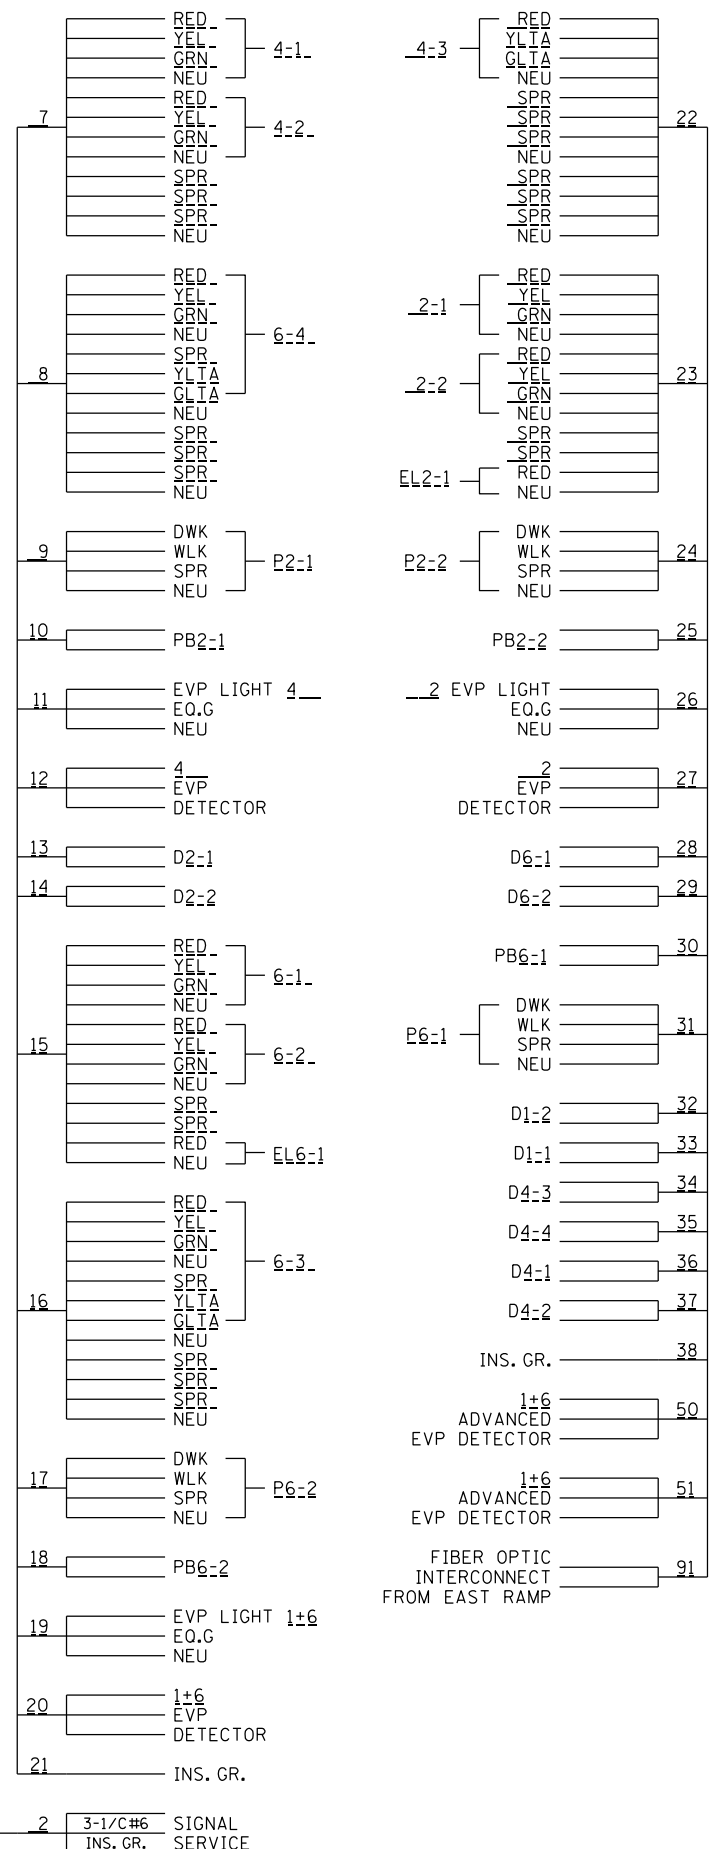 RED
YEL
GRN
NEU
4-1
7
RED
YEL
GRN
NEU
4-2
SPR
SPR
SPR
NEU
8
RED
YEL
GRN
NEU
SPR
YLTA
GLTA
6-4
NEU
SPR
SPR
SPR
NEU
9
DWK
WLK
SPR
NEU
P2-1
10
PB2-1
11
EVP LIGHT 4
EQ.G
NEU
12
4
EVP
DETECTOR
13
D2-1
14
D2-2
15
RED
YEL
GRN
NEU
6-1
RED
YEL
GRN
NEU
6-2
SPR
SPR
RED
NEU
EL6-1
16
RED
YEL
GRN
NEU
SPR
YLTA
GLTA
6-3
NEU
SPR
SPR
SPR
NEU
17
DWK
WLK
SPR
NEU
P6-2
18
PB6-2
19
EVP LIGHT 1+6
EQ.G
NEU
20
1+6
EVP
DETECTOR
21
INS. GR.
2
3-1/C#6 SIGNAL
INS. GR. SERVICE
4-3
RED
YLTA
GLTA
NEU
SPR
SPR
SPR
NEU
SPR
SPR
SPR
NEU
22
2-1
RED
YEL
GRN
NEU
2-2
RED
YEL
GRN
NEU
SPR
SPR
EL2-1
RED
NEU
23
P2-2
DWK
WLK
SPR
NEU
24
PB2-2
25
2 EVP LIGHT
EQ.G
NEU
26
2
EVP
DETECTOR
27
D6-1
28
D6-2
29
PB6-1
30
P6-1
DWK
WLK
SPR
NEU
31
D1-2
32
D1-1
33
D4-3
34
D4-4
35
D4-1
36
D4-2
37
INS. GR.
38
1+6
ADVANCED
EVP DETECTOR
50
1+6
ADVANCED
EVP DETECTOR
51
FIBER OPTIC
INTERCONNECT
FROM EAST RAMP
91